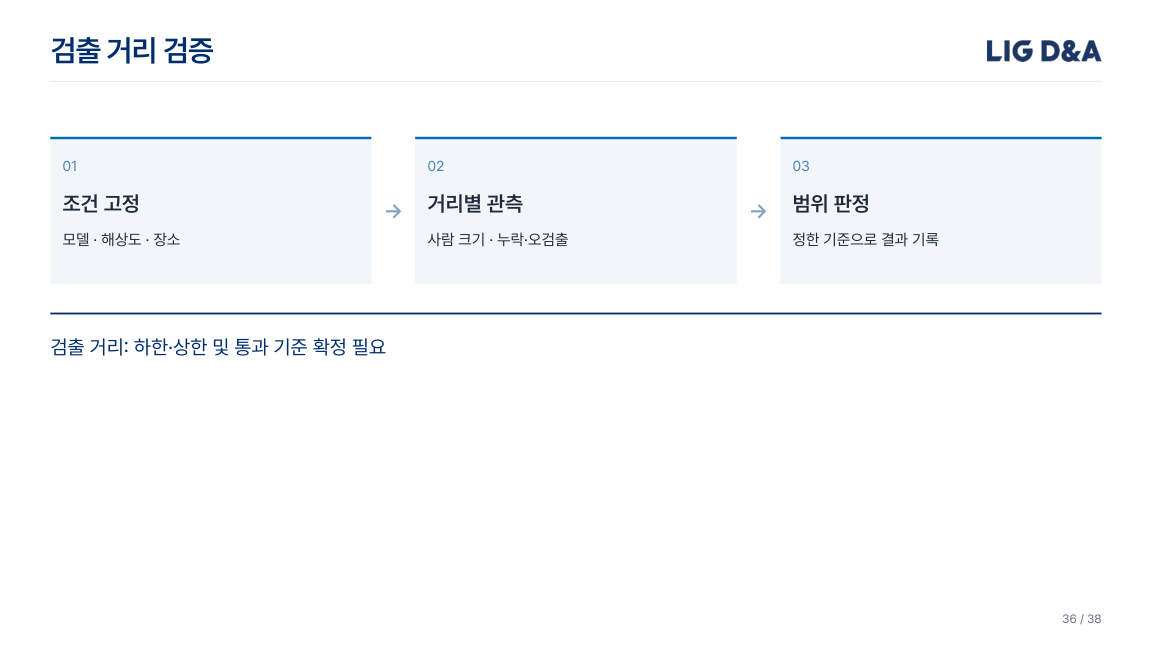 검출 거리 검증
LIG D&A
01
조건 고정
모델 · 해상도 · 장소
→
02
거리별 관측
사람 크기 · 누락·오검출
→
03
범위 판정
정한 기준으로 결과 기록
검출 거리: 하한·상한 및 통과 기준 확정 필요
36 / 38